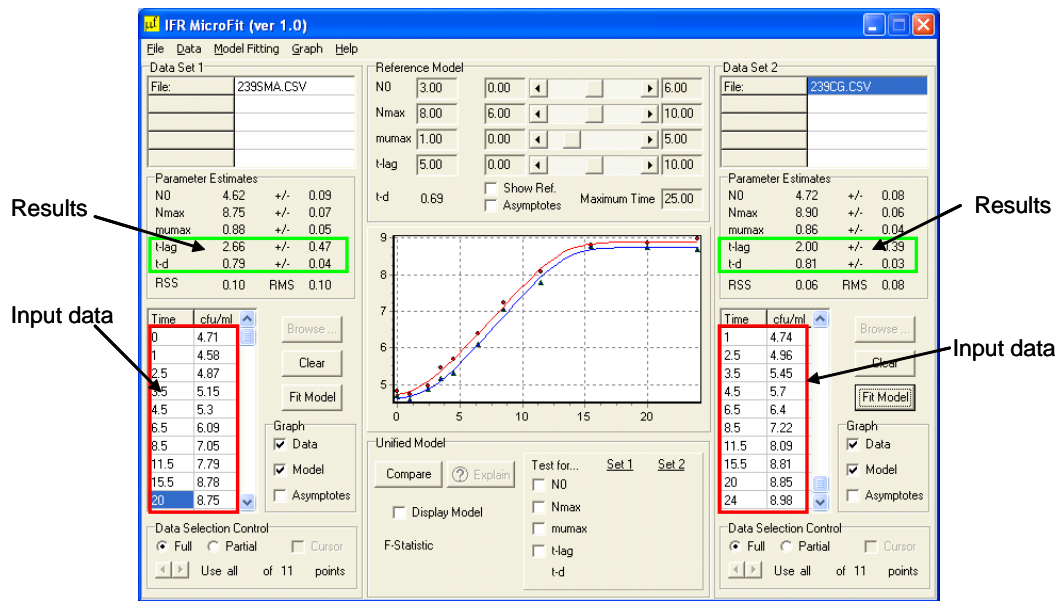 IFR MicroFit (ver 1.0)
File Data Model Fitting Graph Help
Data Set 1
File: 239SMA.CSV
Parameter Estimates
N0 4.62 +/- 0.09
Nmax 8.75 +/- 0.07
mumax 0.88 +/- 0.05
t-lag 2.66 +/- 0.47
t-d 0.79 +/- 0.04
RSS 0.10 RMS 0.10
Results
Input data
Time cfu/ml
0 4.71
1 4.58
2.5 4.87
3.5 5.15
4.5 5.3
6.5 6.09
8.5 7.05
11.5 7.79
15.5 8.78
20 8.75
Browse ...
Clear
Fit Model
Graph
Data
Model
Asymptotes
Data Selection Control
Full Partial Cursor
Use all of 11 points
Reference Model
N0 3.00 0.00 6.00
Nmax 8.00 6.00 10.00
mumax 1.00 0.00 5.00
t-lag 5.00 0.00 10.00
t-d 0.69 Show Ref. Asymptotes Maximum Time 25.00
9
8
7
6
5
0 5 10 15 20
Unified Model
Compare Explain
Display Model
F-Statistic
Test for... Set 1 Set 2
N0
Nmax
mumax
t-lag
t-d
Data Set 2
File: 239CG.CSV
Parameter Estimates
N0 4.72 +/- 0.08
Nmax 8.90 +/- 0.06
mumax 0.86 +/- 0.04
t-lag 2.00 +/- 0.39
t-d 0.81 +/- 0.03
RSS 0.06 RMS 0.08
Results
Input data
Time cfu/ml
1 4.74
2.5 4.96
3.5 5.45
4.5 5.7
6.5 6.4
8.5 7.22
11.5 8.09
15.5 8.81
20 8.85
24 8.98
Browse ...
Clear
Fit Model
Graph
Data
Model
Asymptotes
Data Selection Control
Full Partial Cursor
Use all of 11 points